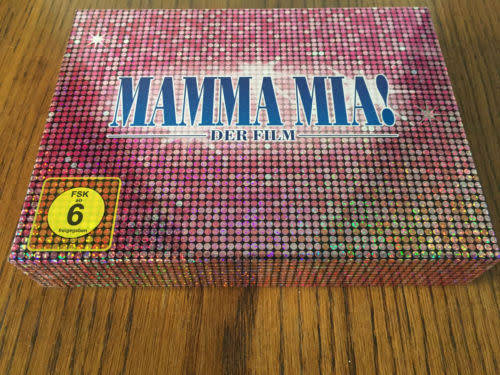 MAMMA MIA!
DER FILM
FSK
ab
6
freigegeben